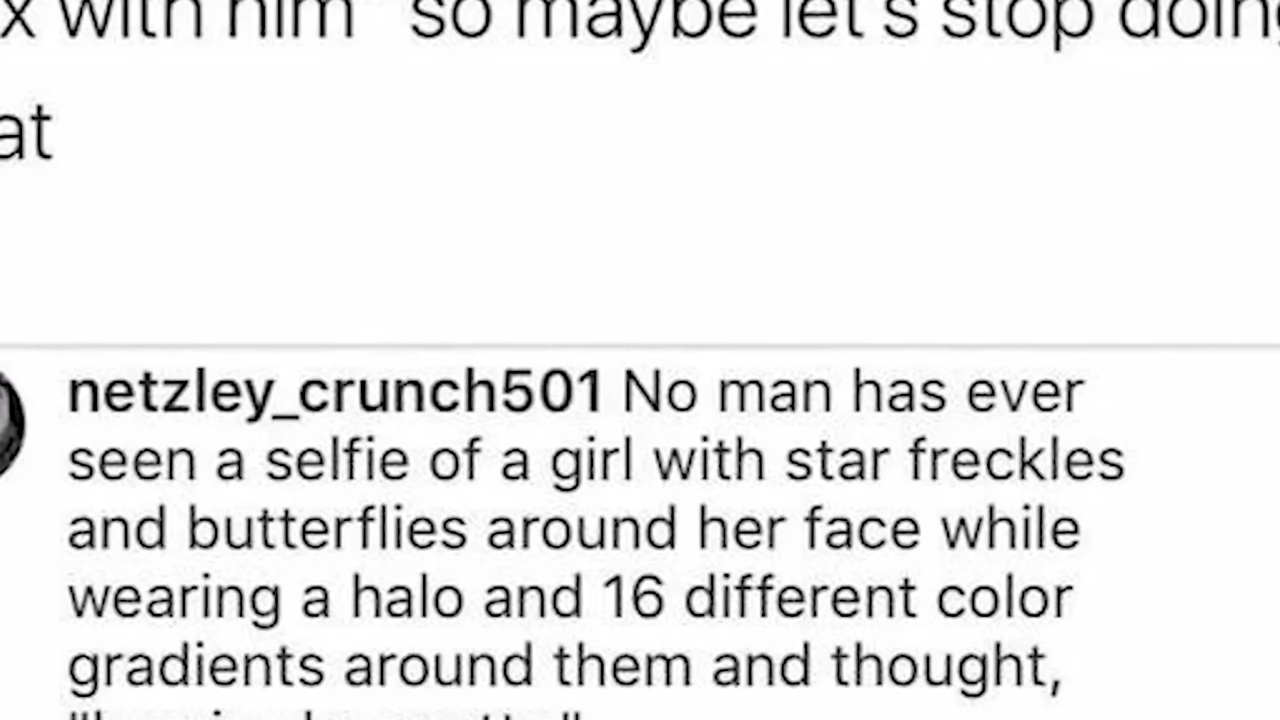 x with him" so maybe let's stop doing
at
netzley_crunch501 No man has ever
seen a selfie of a girl with star freckles
and butterflies around her face while
wearing a halo and 16 different color
gradients around them and thought,